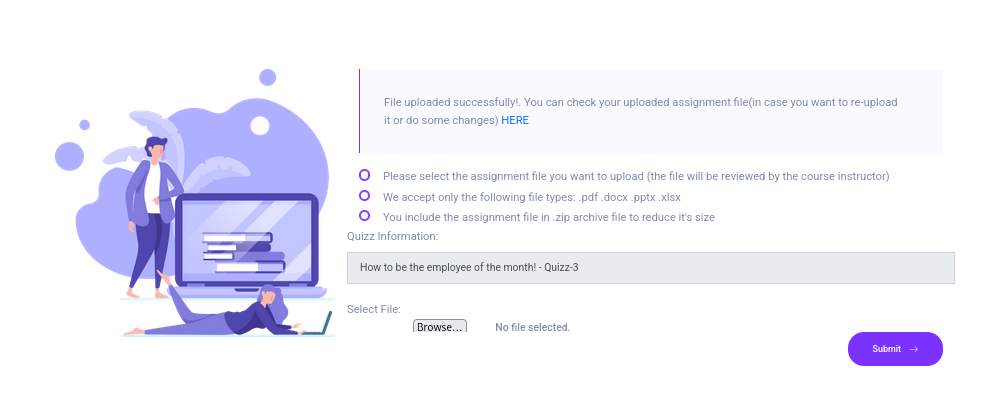 File uploaded successfully!. You can check your uploaded assignment file(in case you want to re-upload
it or do some changes) HERE
Please select the assignment file you want to upload (the file will be reviewed by the course instructor)
We accept only the following file types: .pdf .docx .pptx .xlsx
You include the assignment file in .zip archive file to reduce it's size
Quizz Information:
How to be the employee of the month! - Quizz-3
Select File:
Browse... No file selected.
Submit →